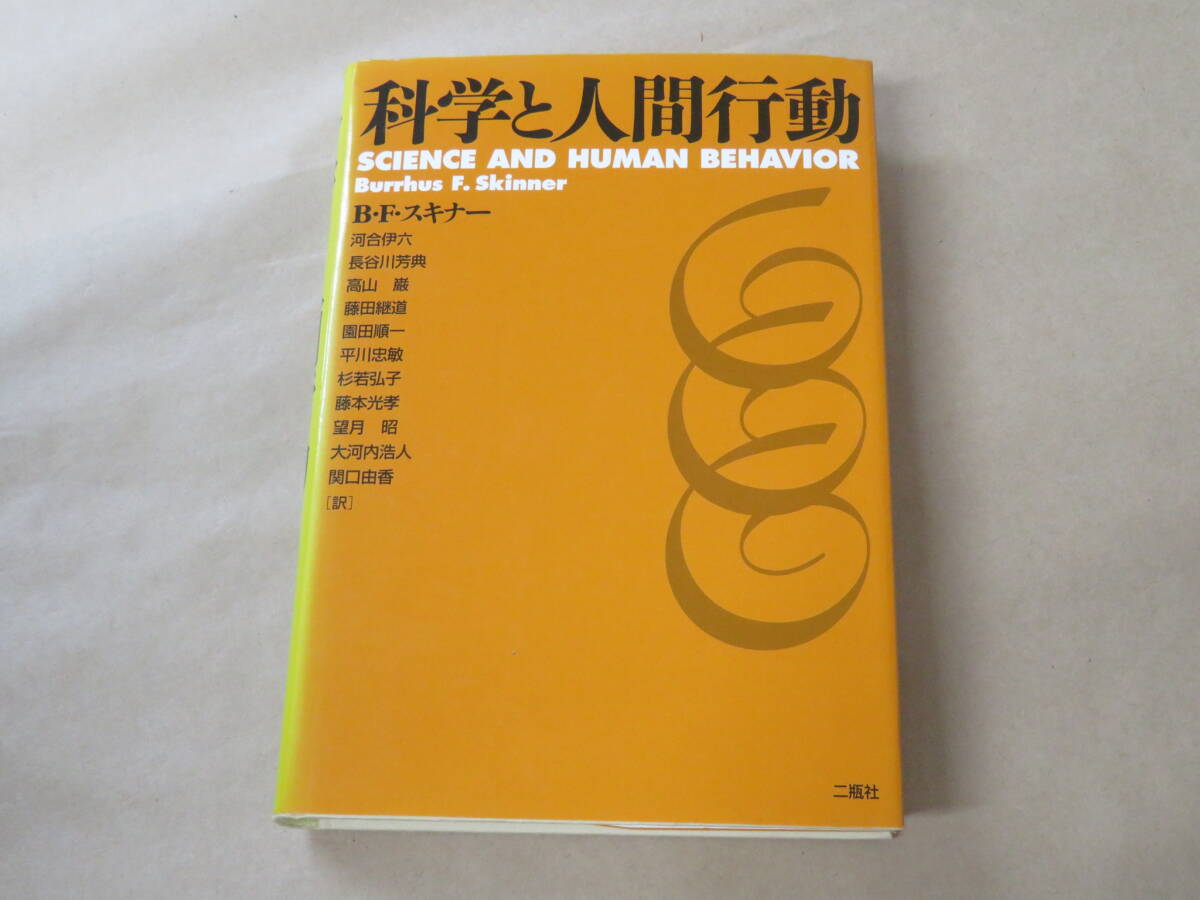 科学と人間行動
SCIENCE AND HUMAN BEHAVIOR
Burrhus F. Skinner
B・F・スキナー
河合伊六
長谷川芳典
高山 巌
藤田継道
園田順一
平川忠敏
杉若弘子
藤本光孝
望月 昭
大河内浩人
関口由香
[訳]
二瓶社